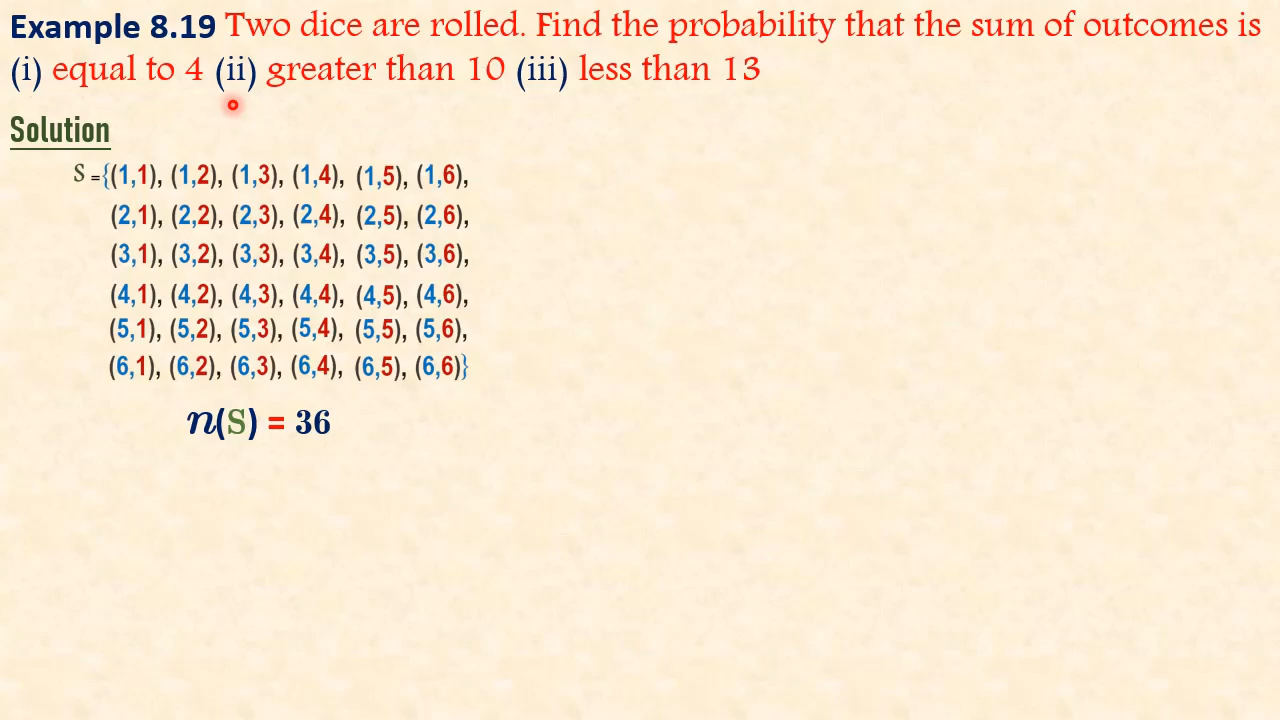 Example 8.19 Two dice are rolled. Find the probability that the sum of outcomes is
(i) equal to 4 (ii) greater than 10 (iii) less than 13
Solution
S ={(1,1), (1,2), (1,3), (1,4), (1,5), (1,6),
(2,1), (2,2), (2,3), (2,4), (2,5), (2,6),
(3,1), (3,2), (3,3), (3,4), (3,5), (3,6),
(4,1), (4,2), (4,3), (4,4), (4,5), (4,6),
(5,1), (5,2), (5,3), (5,4), (5,5), (5,6),
(6,1), (6,2), (6,3), (6,4), (6,5), (6,6)}
n(S) = 36